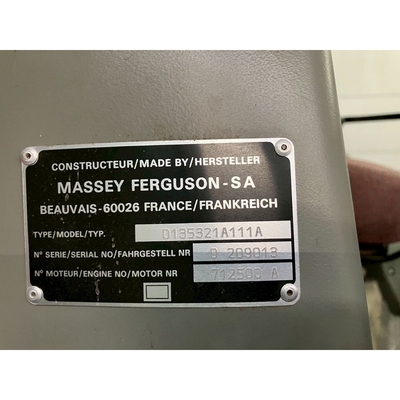 CONSTRUCTEUR/MADE BY/HERSTELLER
MASSEY FERGUSON-SA
BEAUVAIS-60026 FRANCE/FRANKREICH
TYPE/MODEL/TYP. D135321A111A
N° SERIE/SERIAL NO/FAHRGESTELL NR D 209013
N° MOTEUR/ENGINE NO/MOTOR NR A